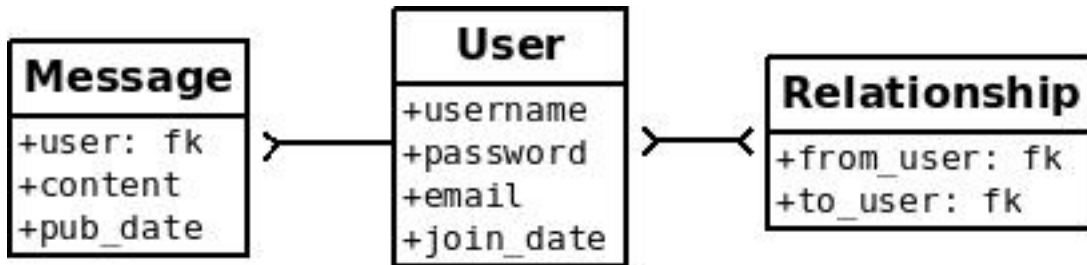 Message
+user: fk
+content
+pub_date
User
+username
+password
+email
+join_date
Relationship
+from_user: fk
+to_user: fk